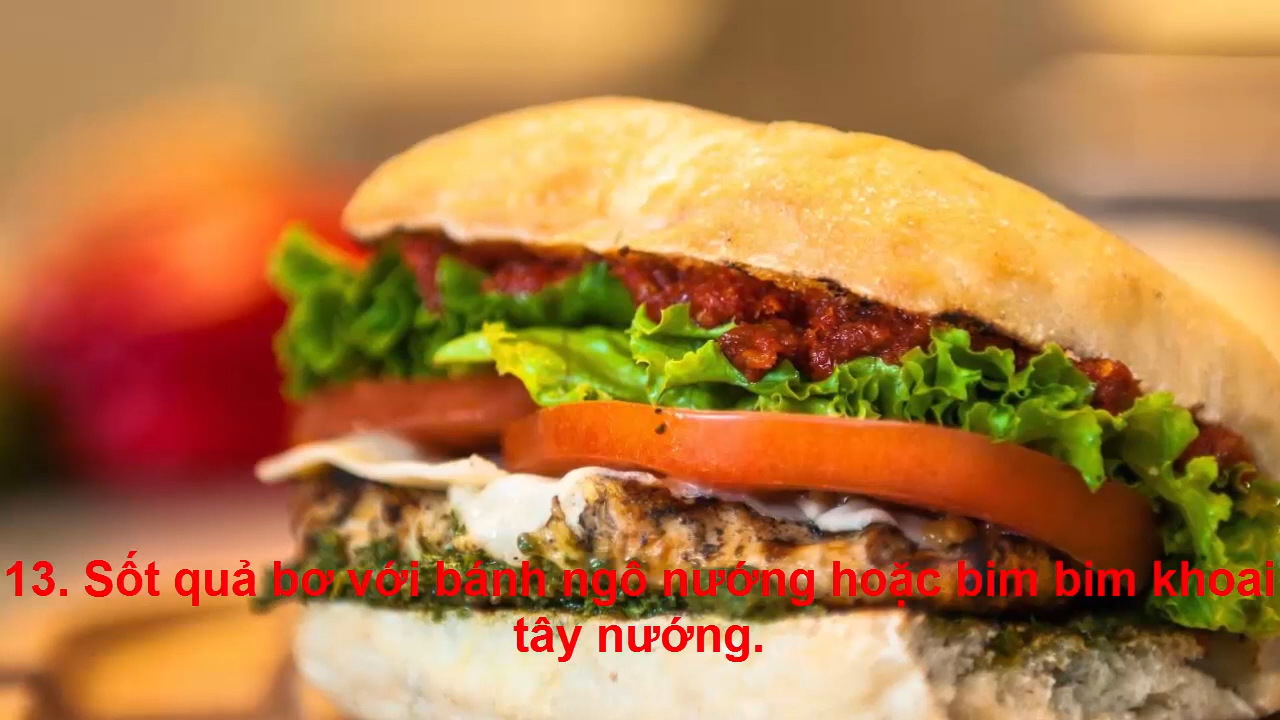 13. Sốt quả bơ với bánh ngô nướng hoặc bim bim khoai
tây nướng.